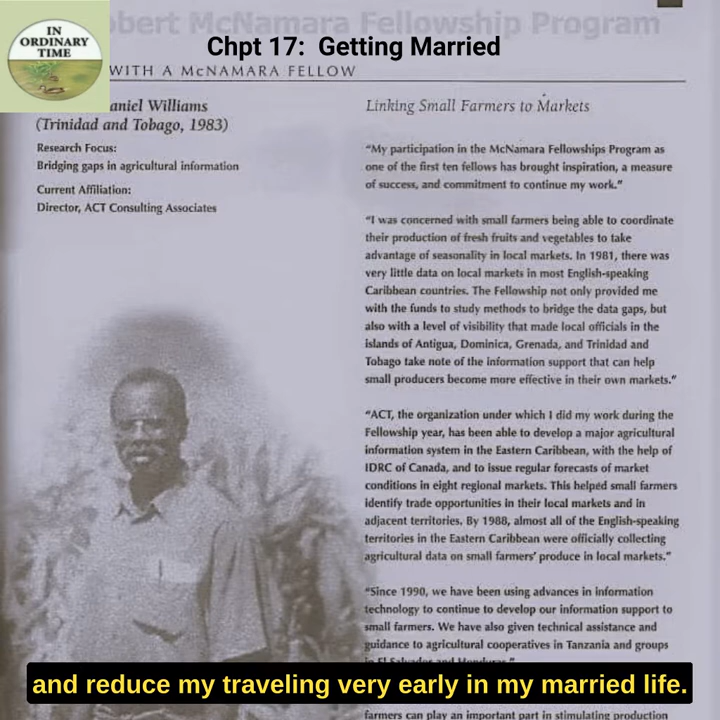 IN
ORDINARY
TIME
obert McNamara Fellowship Program
Chpt 17: Getting Married
WITH A McNAMARA FELLOW
aniel Williams
(Trinidad and Tobago, 1983)
Research Focus:
Bridging gaps in agricultural information
Current Affiliation:
Director, ACT Consulting Associates
Linking Small Farmers to Markets
“My participation in the McNamara Fellowships Program as
one of the first ten fellows has brought inspiration, a measure
of success, and commitment to continue my work.”
“I was concerned with small farmers being able to coordinate
their production of fresh fruits and vegetables to take
advantage of seasonality in local markets. In 1981, there was
very little data on local markets in most English-speaking
Caribbean countries. The Fellowship not only provided me
with the funds to study methods to bridge the data gaps, but
also with a level of visibility that made local officials in the
islands of Antigua, Dominica, Grenada, and Trinidad and
Tobago take note of the information support that can help
small producers become more effective in their own markets.”
“ACT, the organization under which I did my work during the
Fellowship year, has been able to develop a major agricultural
information system in the Eastern Caribbean, with the help of
IDRC of Canada, and to issue regular forecasts of market
conditions in eight regional markets. This helped small farmers
identify trade opportunities in their local markets and in
adjacent territories. By 1988, almost all of the English-speaking
territories in the Eastern Caribbean were officially collecting
agricultural data on small farmers’ produce in local markets.”
“Since 1990, we have been using advances in information
technology to continue to develop our information support to
small farmers. We have also given technical assistance and
guidance to agricultural cooperatives in Tanzania and groups
in El Salvador and Honduras.”
and reduce my traveling very early in my married life.
farmers can play an important part in stimulating production